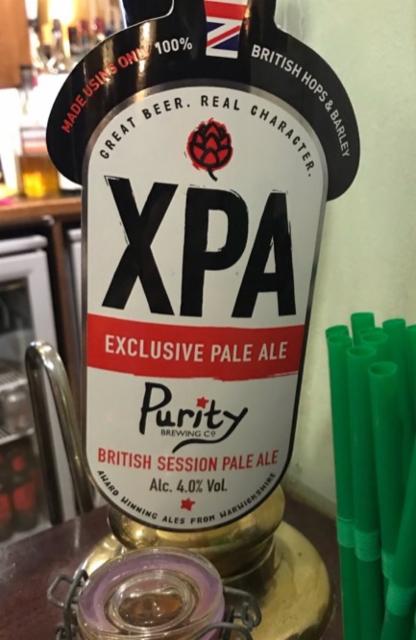 MADE USING ONLY 100% BRITISH HOPS & BARLEY
GREAT BEER. REAL CHARACTER.
XPA
EXCLUSIVE PALE ALE
Purity
BREWING Co
BRITISH SESSION PALE ALE
Alc. 4.0% Vol.
AWARD WINNING ALES FROM WARWICKSHIRE